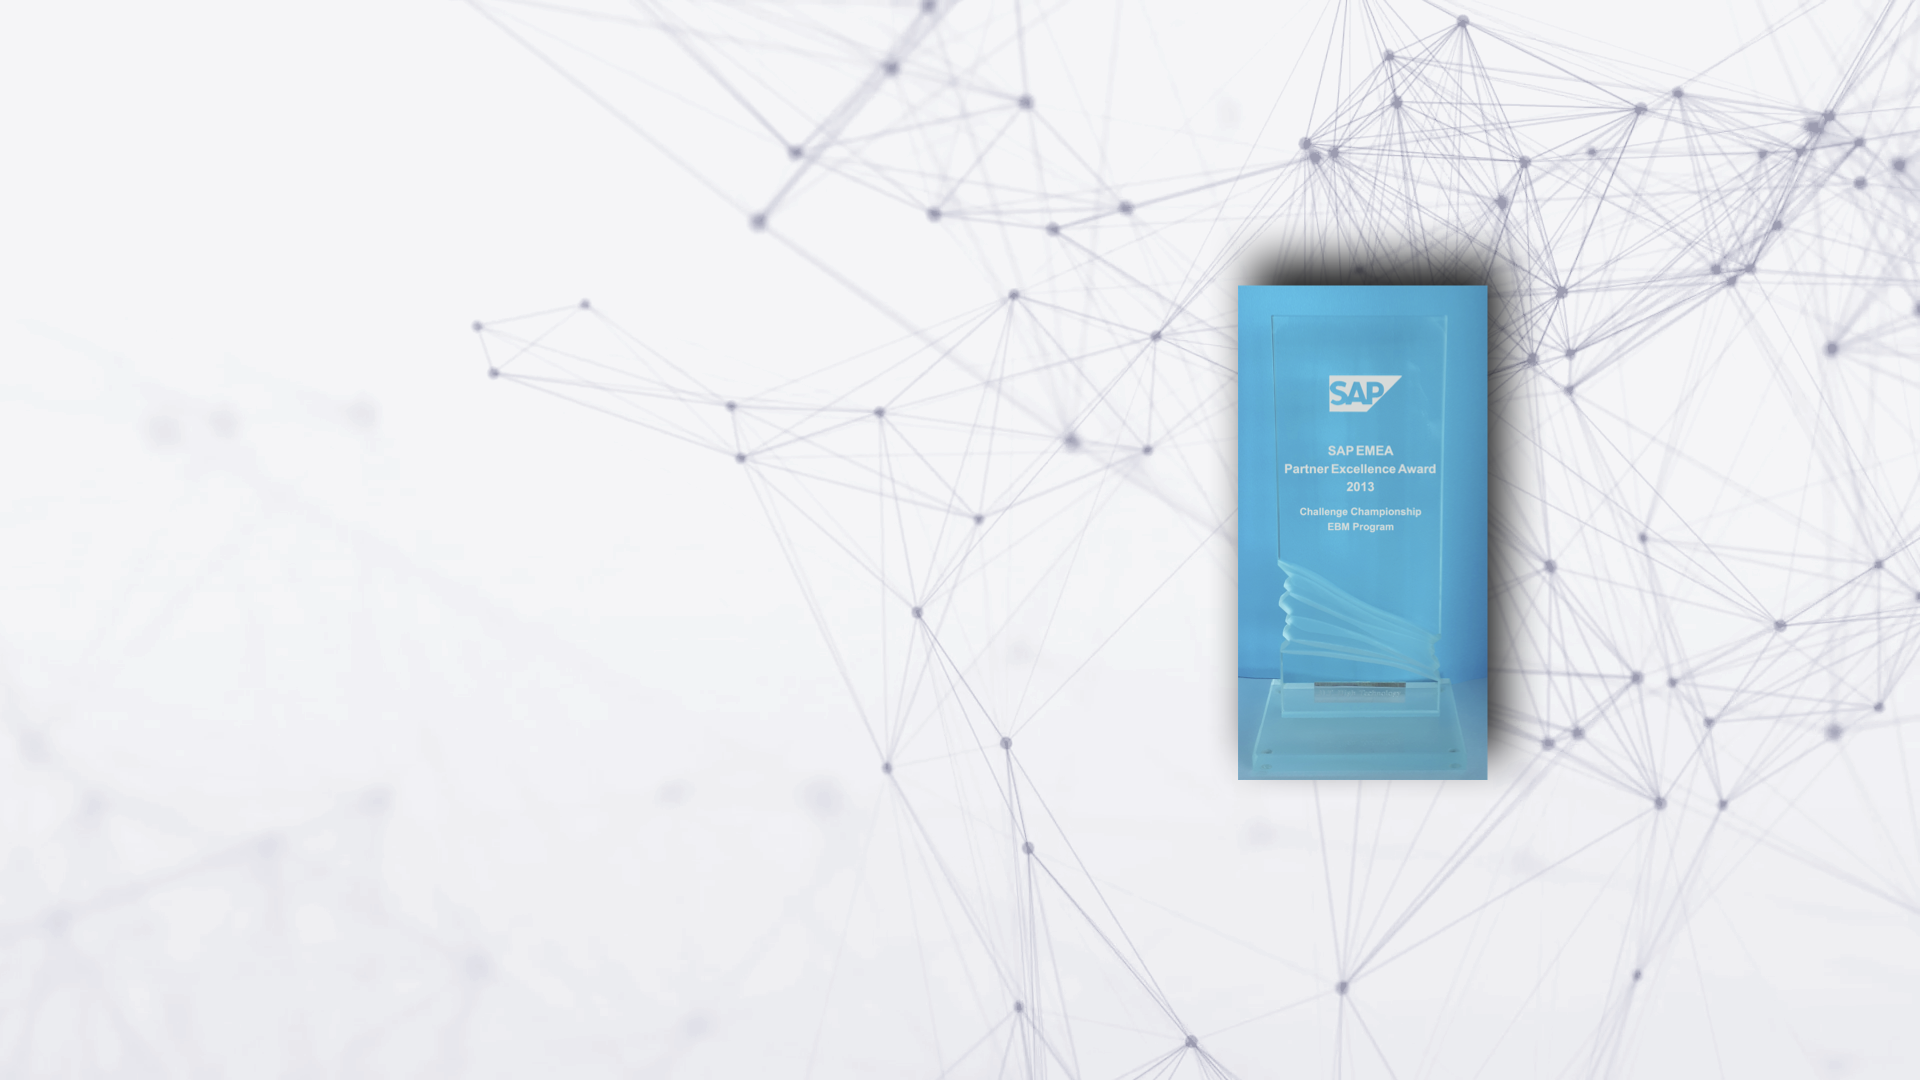 SAP
SAP EMEA
Partner Excellence Award
2013
Challenge Championship
EBM Program